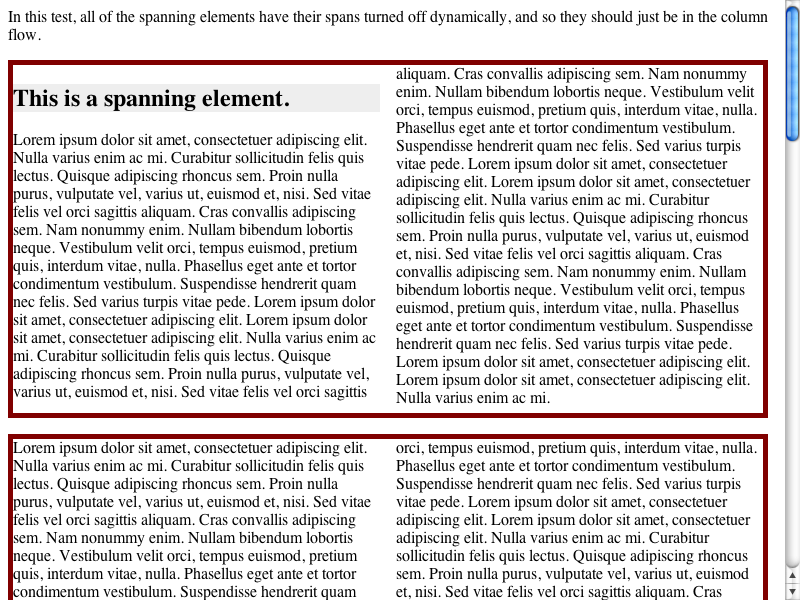 In this test, all of the spanning elements have their spans turned off dynamically, and so they should just be in the column
flow.
This is a spanning element.
Lorem ipsum dolor sit amet, consectetuer adipiscing elit.
Nulla varius enim ac mi. Curabitur sollicitudin felis quis
lectus. Quisque adipiscing rhoncus sem. Proin nulla
purus, vulputate vel, varius ut, euismod et, nisi. Sed vitae
felis vel orci sagittis aliquam. Cras convallis adipiscing
sem. Nam nonummy enim. Nullam bibendum lobortis
neque. Vestibulum velit orci, tempus euismod, pretium
quis, interdum vitae, nulla. Phasellus eget ante et tortor
condimentum vestibulum. Suspendisse hendrerit quam
nec felis. Sed varius turpis vitae pede. Lorem ipsum dolor
sit amet, consectetuer adipiscing elit. Lorem ipsum dolor
sit amet, consectetuer adipiscing elit. Nulla varius enim ac
mi. Curabitur sollicitudin felis quis lectus. Quisque
adipiscing rhoncus sem. Proin nulla purus, vulputate vel,
varius ut, euismod et, nisi. Sed vitae felis vel orci sagittis
aliquam. Cras convallis adipiscing sem. Nam nonummy
enim. Nullam bibendum lobortis neque. Vestibulum velit
orci, tempus euismod, pretium quis, interdum vitae, nulla.
Phasellus eget ante et tortor condimentum vestibulum.
Suspendisse hendrerit quam nec felis. Sed varius turpis
vitae pede. Lorem ipsum dolor sit amet, consectetuer
adipiscing elit. Lorem ipsum dolor sit amet, consectetuer
adipiscing elit. Nulla varius enim ac mi. Curabitur
sollicitudin felis quis lectus. Quisque adipiscing rhoncus
sem. Proin nulla purus, vulputate vel, varius ut, euismod
et, nisi. Sed vitae felis vel orci sagittis aliquam. Cras
convallis adipiscing sem. Nam nonummy enim. Nullam
bibendum lobortis neque. Vestibulum velit orci, tempus
euismod, pretium quis, interdum vitae, nulla. Phasellus
eget ante et tortor condimentum vestibulum. Suspendisse
hendrerit quam nec felis. Sed varius turpis vitae pede.
Lorem ipsum dolor sit amet, consectetuer adipiscing elit.
Lorem ipsum dolor sit amet, consectetuer adipiscing elit.
Nulla varius enim ac mi.
Lorem ipsum dolor sit amet, consectetuer adipiscing elit.
Nulla varius enim ac mi. Curabitur sollicitudin felis quis
lectus. Quisque adipiscing rhoncus sem. Proin nulla
purus, vulputate vel, varius ut, euismod et, nisi. Sed vitae
felis vel orci sagittis aliquam. Cras convallis adipiscing
sem. Nam nonummy enim. Nullam bibendum lobortis
neque. Vestibulum velit orci, tempus euismod, pretium
quis, interdum vitae, nulla. Phasellus eget ante et tortor
condimentum vestibulum. Suspendisse hendrerit quam
orci, tempus euismod, pretium quis, interdum vitae, nulla.
Phasellus eget ante et tortor condimentum vestibulum.
Suspendisse hendrerit quam nec felis. Sed varius turpis
vitae pede. Lorem ipsum dolor sit amet, consectetuer
adipiscing elit. Lorem ipsum dolor sit amet, consectetuer
adipiscing elit. Nulla varius enim ac mi. Curabitur
sollicitudin felis quis lectus. Quisque adipiscing rhoncus
sem. Proin nulla purus, vulputate vel, varius ut, euismod
et, nisi. Sed vitae felis vel orci sagittis aliquam. Cras